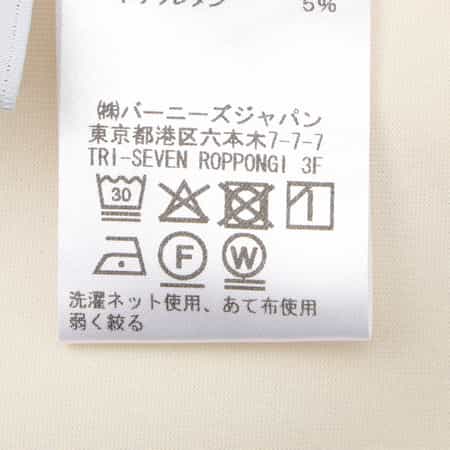 5%
㈱バーニーズジャパン
東京都港区六本木7-7-7
TRI-SEVEN ROPPONGI 3F
30
F W
洗濯ネット使用、あて布使用
弱く絞る